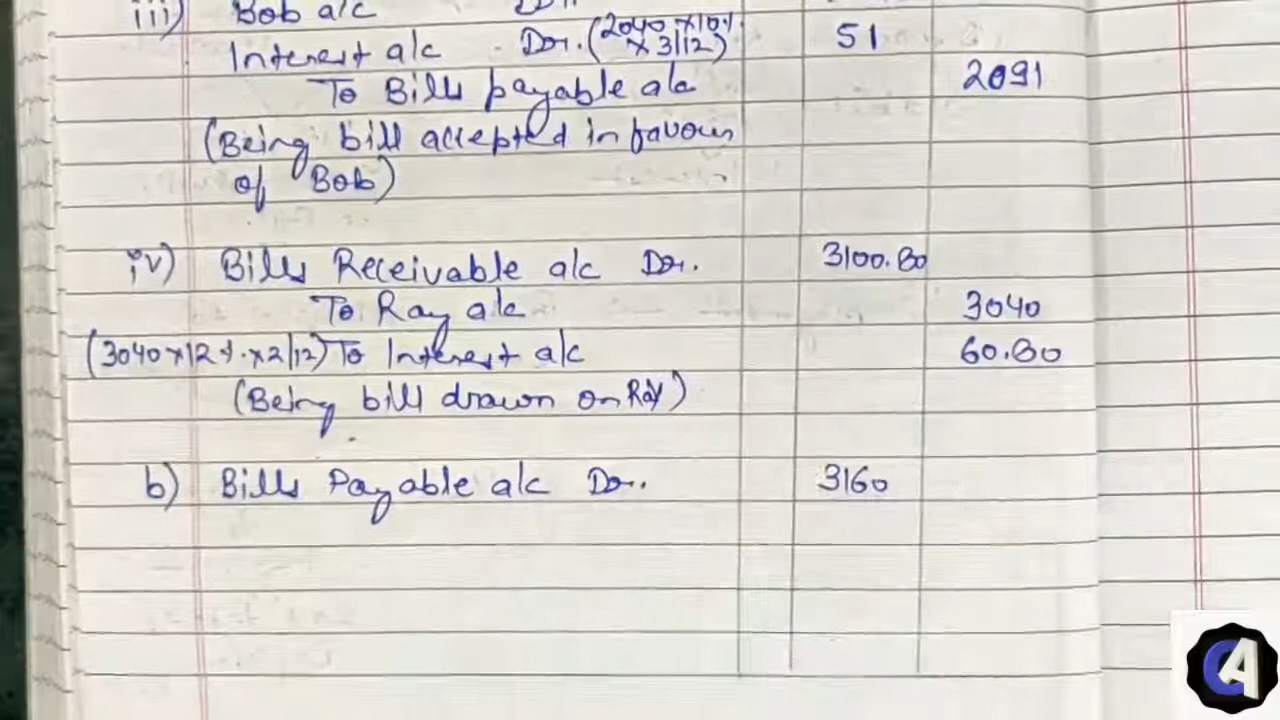 iii) Bob a/c
Interest a/c Dr. (2040 x 10% x 3/12) 51
To Bills payable a/c 2091
(Being bill accepted in favour
of Bob)
iv) Bills Receivable a/c Dr. 3100.80
To Ray a/c 3040
(3040 x 12% x 2/12) To Interest a/c 60.80
(Being bill drawn on Ray)
b) Bills Payable a/c Dr. 3160
CA